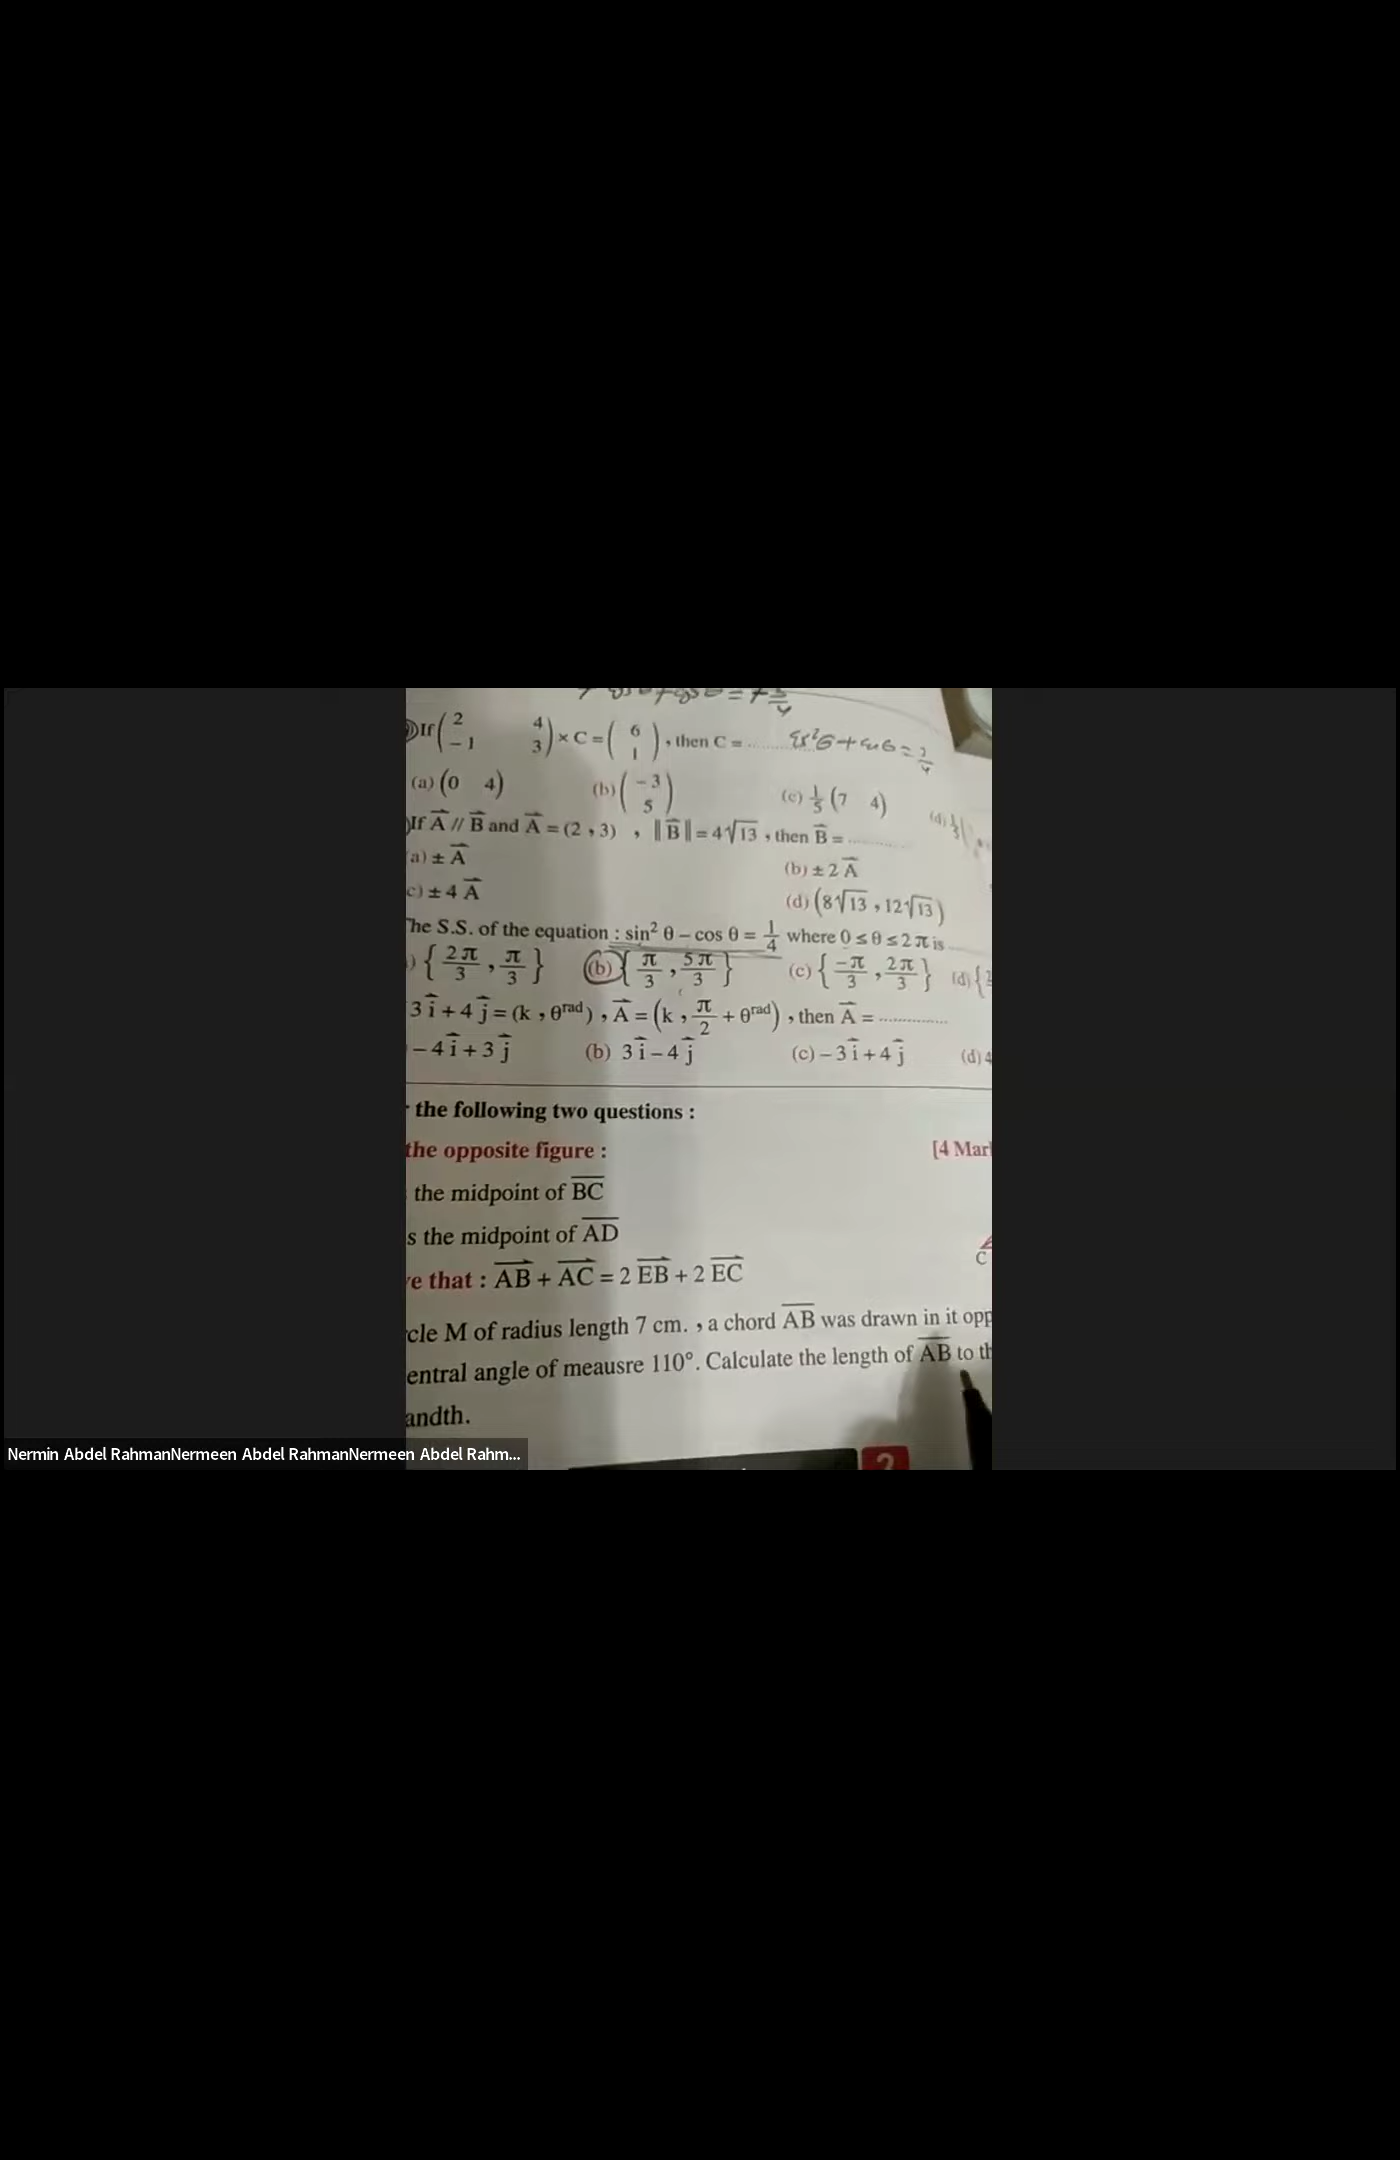 If ( 2 4 ) × C = ( 6 ) , then C = ..........
( −1 3 ) ( 1 )
(a) (0 4) (b) ( −3 5 ) (c) 1/5 (7 4) (d) 1/5
If A // B and A = (2 , 3) , ‖B‖ = 4√13 , then B = ..........
a) ± A (b) ± 2 A
c) ± 4 A (d) (8√13 , 12√13)
he S.S. of the equation : sin² θ – cos θ = 1/4 where 0 ≤ θ ≤ 2 π is ....
) { 2π/3 , π/3 } (b) { π/3 , 5π/3 } (c) { −π/3 , 2π/3 } (d) {
3 i + 4 j = (k , θ^rad) , A = (k , π/2 + θ^rad) , then A = ..............
– 4 i + 3 j (b) 3 i – 4 j (c) – 3 i + 4 j (d) 4
the following two questions :
the opposite figure : [4 Mar
the midpoint of BC
s the midpoint of AD
C
e that : AB + AC = 2 EB + 2 EC
cle M of radius length 7 cm. , a chord AB was drawn in it opp
entral angle of meausre 110°. Calculate the length of AB to th
andth.
Nermin Abdel RahmanNermeen Abdel RahmanNermeen Abdel Rahm...
2